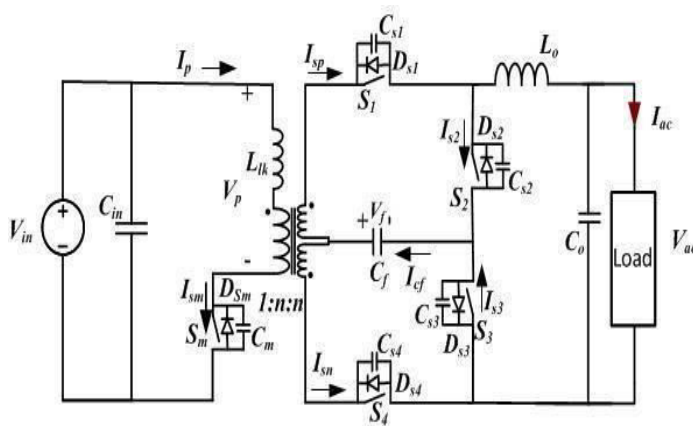 C_s1
I_p
I_sp
D_s1
L_o
S_1
+
I_ac
I_s2
D_s2
L_lk
C_s2
S_2
V_p
V_f
+
C_in
V_in
+
-
C_f
I_cf
C_o
Load
V_ac
-
I_sm
D_Sm
1:n:n
C_s3
I_s3
S_3
S_m
C_m
D_s3
C_s4
I_sn
D_s4
S_4